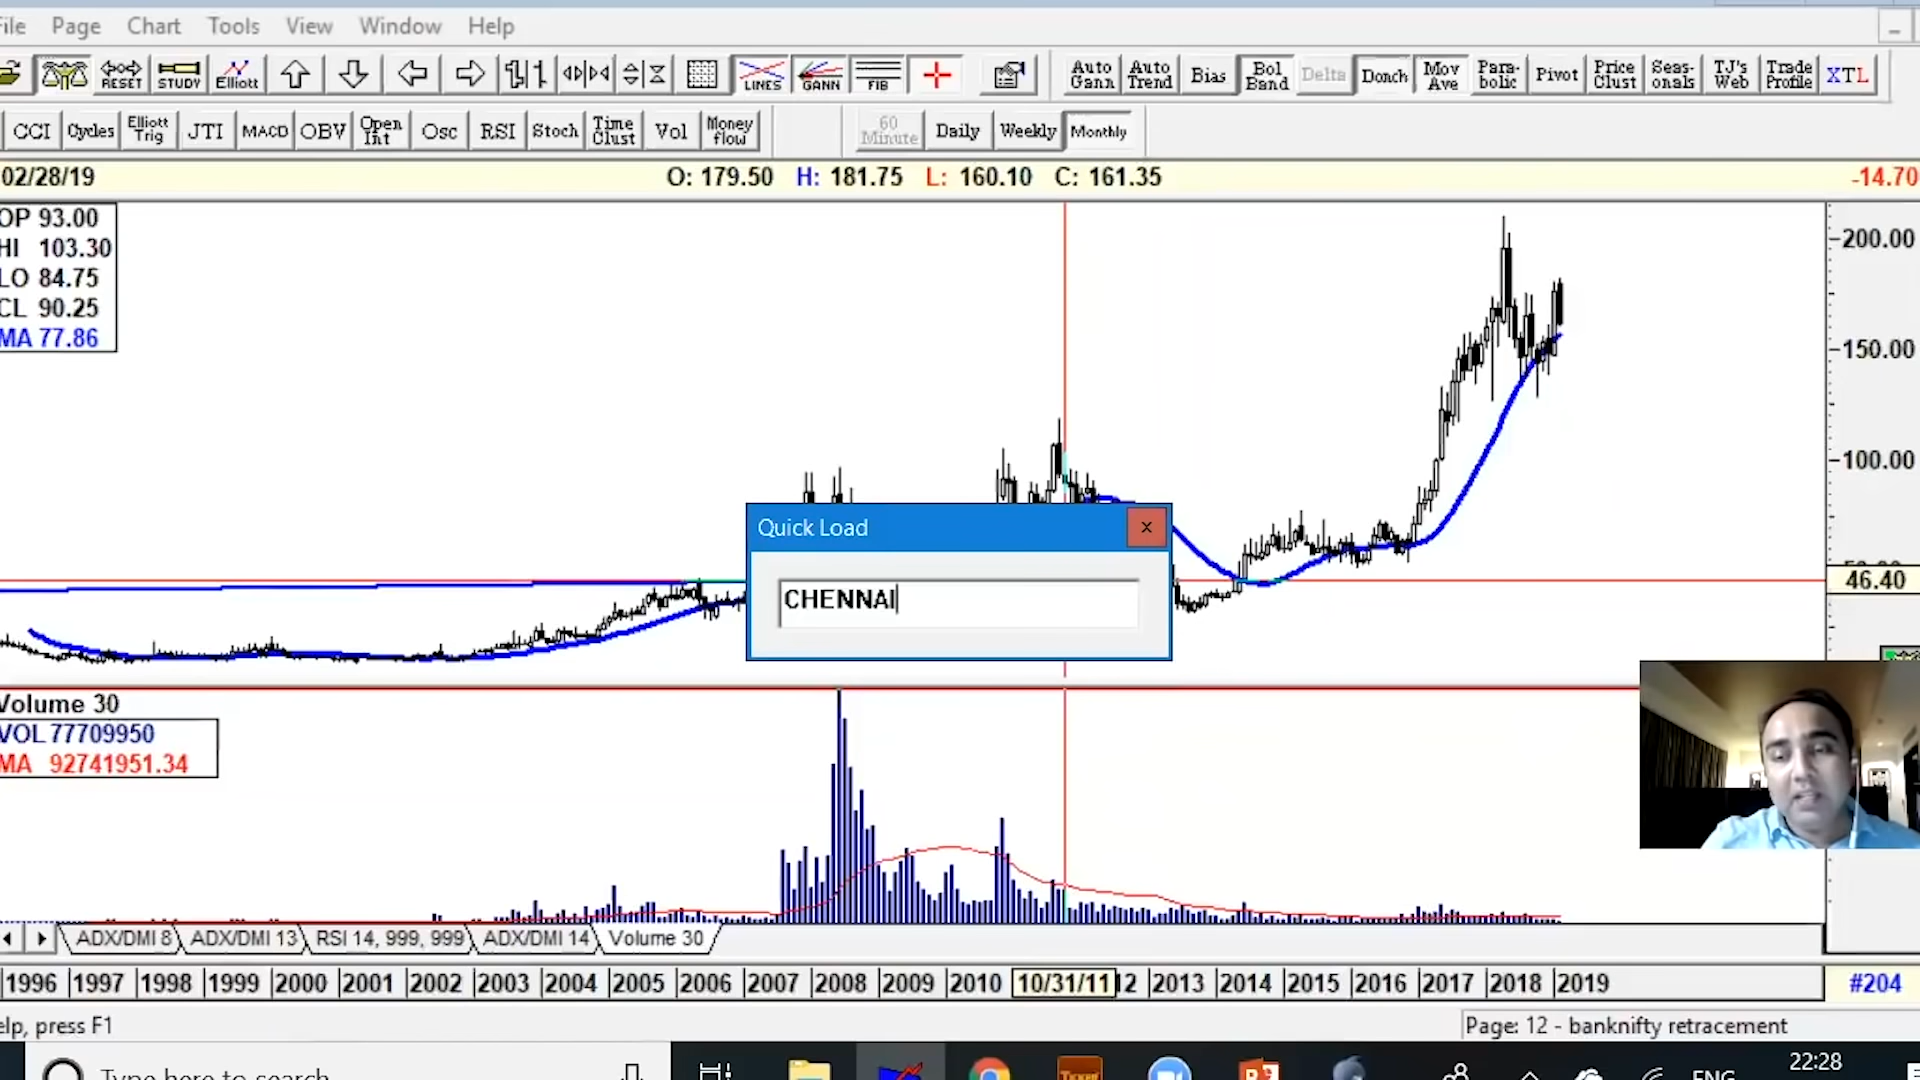 File Page Chart Tools View Window Help
RESET STUDY Elliott LINES GANN FIB Auto Gann Auto Trend Bias Bol Band Delta Donch Mov Ave Para-bolic Pivot Price Clust Seas-onals TJ's Web Trade Profile XTL
CCI Cycles Elliott Trig JTI MACD OBV Open Int Osc RSI Stoch Time Clust Vol Money flow 60 Minute Daily Weekly Monthly
02/28/19 O: 179.50 H: 181.75 L: 160.10 C: 161.35 -14.70
OP 93.00
HI 103.30
LO 84.75
CL 90.25
MA 77.86
200.00
150.00
100.00
46.40
Quick Load x
CHENNAI
Volume 30
VOL 77709950
MA 92741951.34
ADX/DMI 8 ADX/DMI 13 RSI 14, 999, 999 ADX/DMI 14 Volume 30
1996 1997 1998 1999 2000 2001 2002 2003 2004 2005 2006 2007 2008 2009 2010 10/31/11 12 2013 2014 2015 2016 2017 2018 2019 #204
elp, press F1 Page: 12 - banknifty retracement
Type here to search ENG 22:28